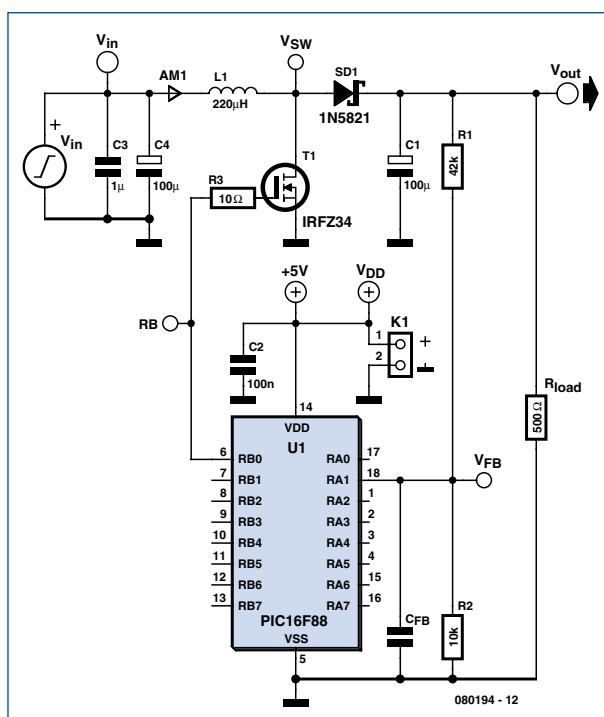 Vin
VSW
Vout
AM1
L1
220µH
SD1
1N5821
+
Vin
C3
1µ
C4
100µ
R3
10Ω
T1
IRFZ34
C1
100µ
R1
42k
+5V
VDD
RB
C2
100n
K1
1
+
2
Rload
500Ω
14
VDD
U1
6 RB0 RA0 17
7 RB1 RA1 18
8 RB2 RA2 1
9 RB3 RA3 2
10 RB4 RA4 3
11 RB5 RA5 4
12 RB6 RA6 15
13 RB7 RA7 16
PIC16F88
VSS
5
VFB
CFB
R2
10k
080194 - 12